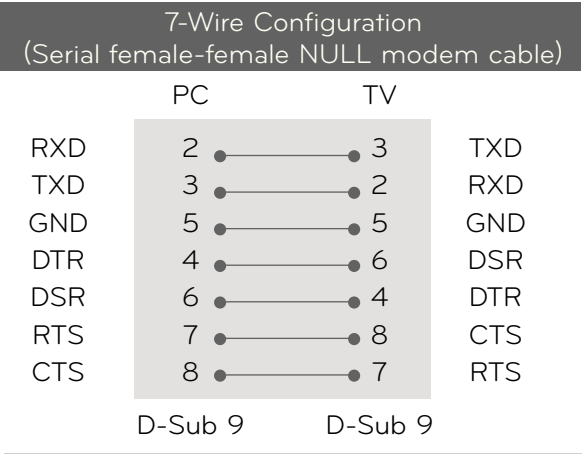 7-Wire Configuration
(Serial female-female NULL modem cable)
PC TV
RXD 2 3 TXD
TXD 3 2 RXD
GND 5 5 GND
DTR 4 6 DSR
DSR 6 4 DTR
RTS 7 8 CTS
CTS 8 7 RTS
D-Sub 9 D-Sub 9